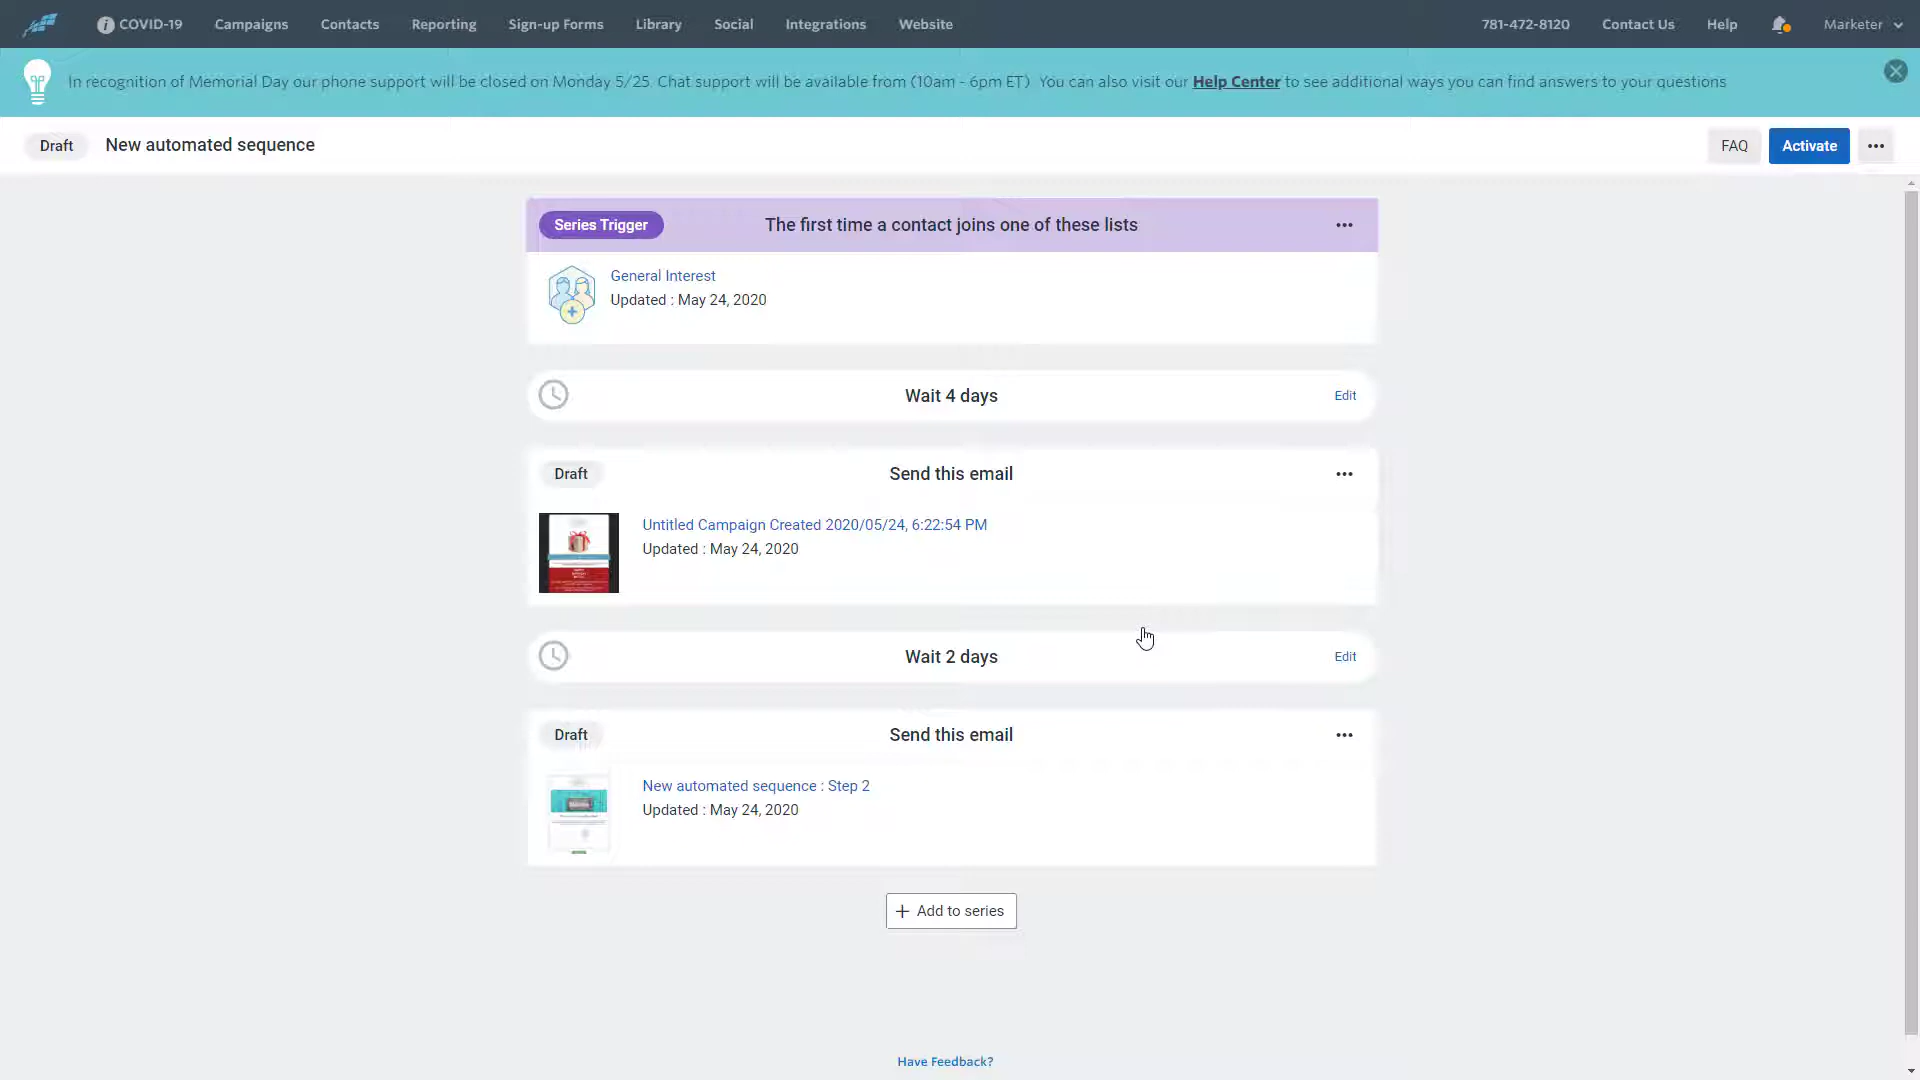 COVID-19 Campaigns Contacts Reporting Sign-up Forms Library Social Integrations Website 781-472-8120 Contact Us Help Marketer
In recognition of Memorial Day our phone support will be closed on Monday 5/25. Chat support will be available from (10am - 6pm ET) You can also visit our Help Center to see additional ways you can find answers to your questions
Draft New automated sequence FAQ Activate
Series Trigger The first time a contact joins one of these lists
General Interest
Updated : May 24, 2020
Wait 4 days Edit
Draft Send this email
Untitled Campaign Created 2020/05/24, 6:22:54 PM
Updated : May 24, 2020
Wait 2 days Edit
Draft Send this email
New automated sequence : Step 2
Updated : May 24, 2020
+ Add to series
Have Feedback?